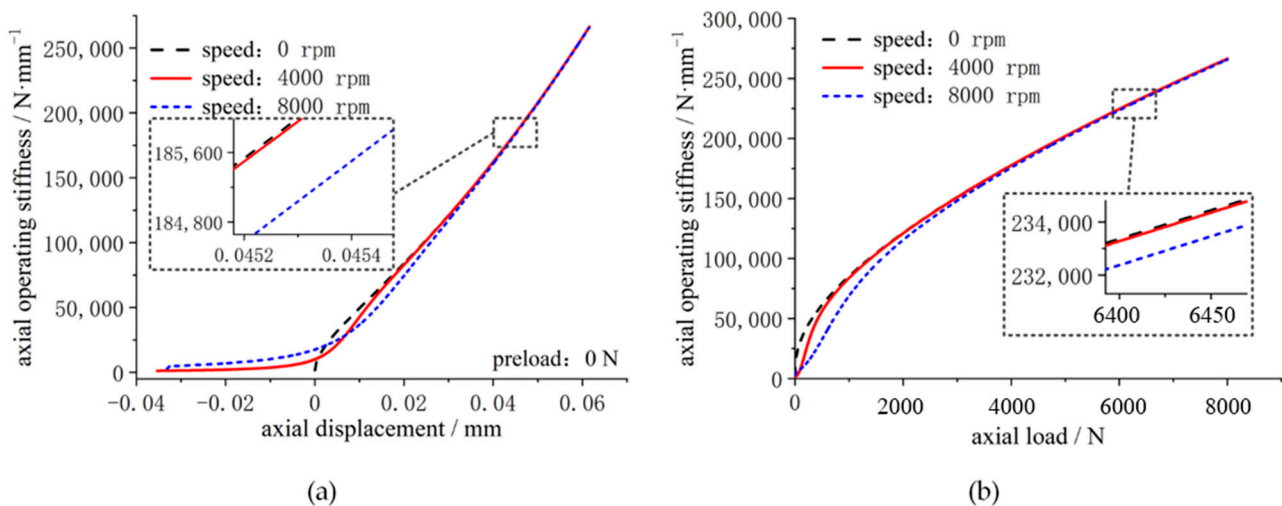 axial operating stiffness / N·mm⁻¹
250,000
200,000
150,000
100,000
50,000
0
speed：0 rpm
speed：4000 rpm
speed：8000 rpm
185,600
184,800
0.0452
0.0454
preload：0 N
-0.04
-0.02
0
0.02
0.04
0.06
axial displacement / mm
(a)
axial operating stiffness / N·mm⁻¹
300,000
250,000
200,000
150,000
100,000
50,000
0
speed：0 rpm
speed：4000 rpm
speed：8000 rpm
234,000
232,000
6400
6450
0
2000
4000
6000
8000
axial load / N
(b)